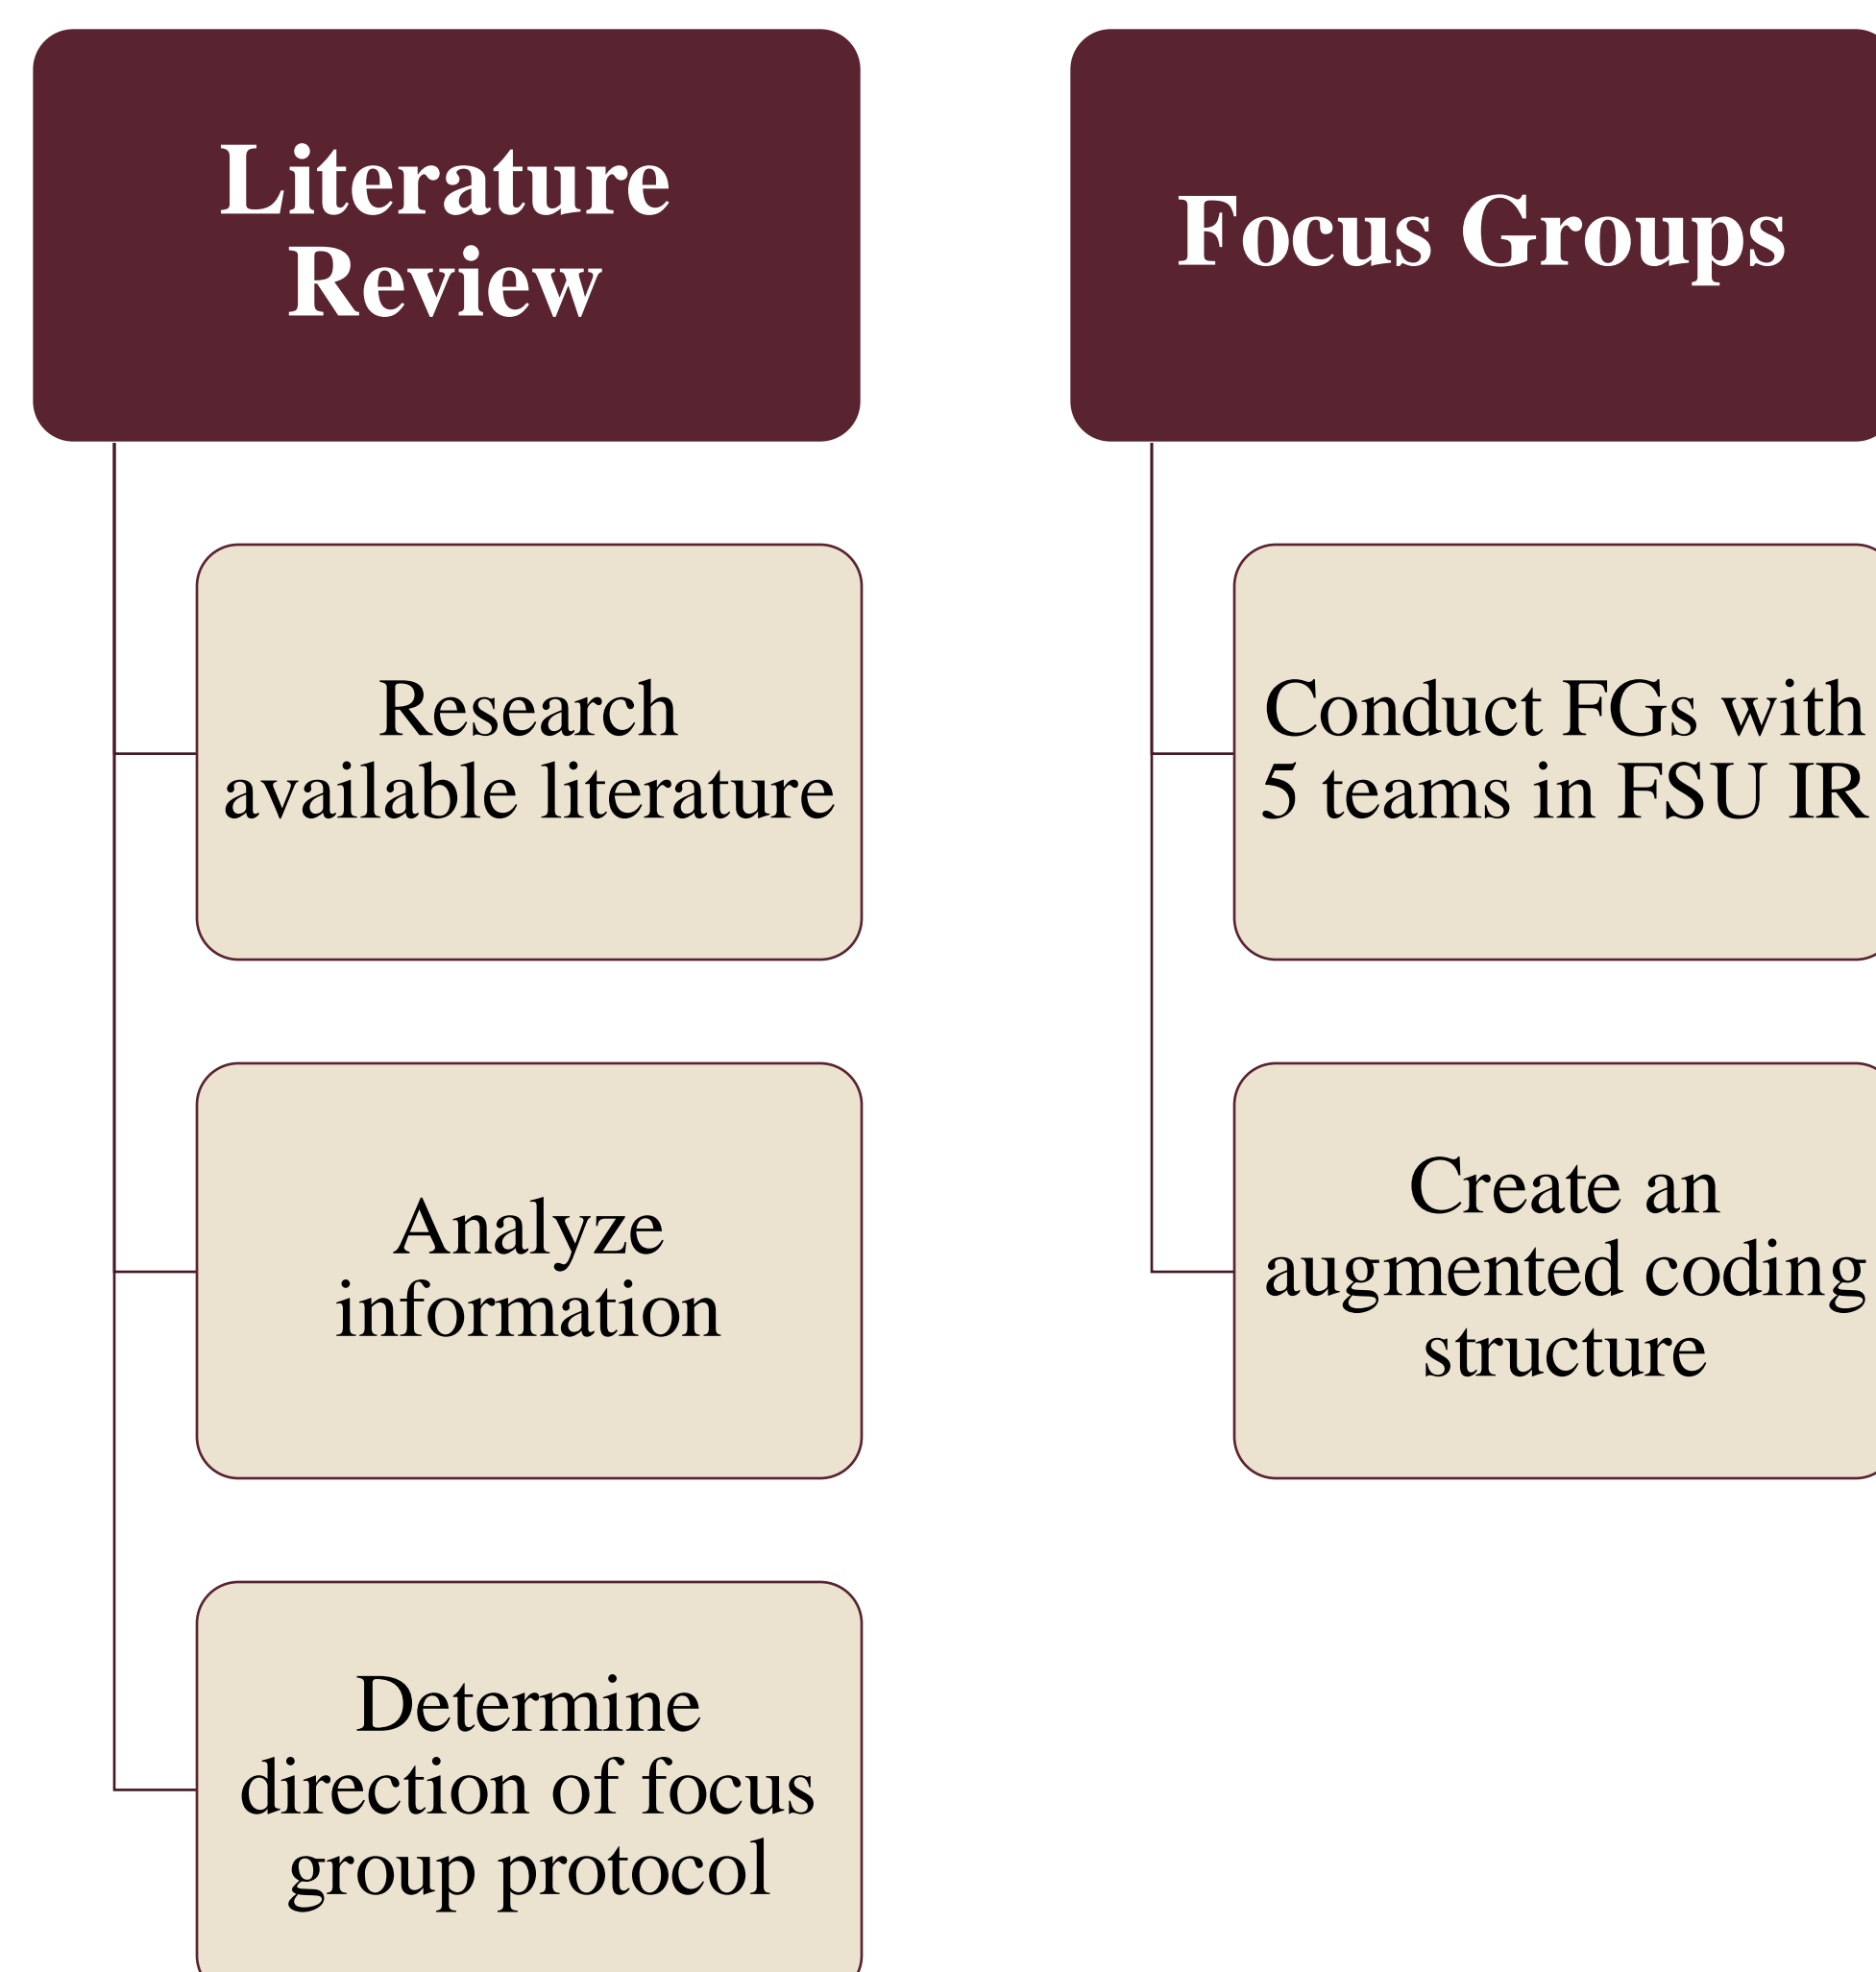 Literature
Review
Research
available literature
Analyze
information
Determine
direction of focus
group protocol
Focus Groups
Conduct FGs with
5 teams in FSU IR
Create an
augmented coding
structure